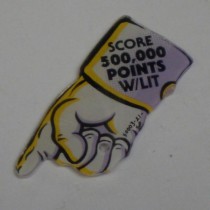 SCORE
500,000
POINTS
W/LIT